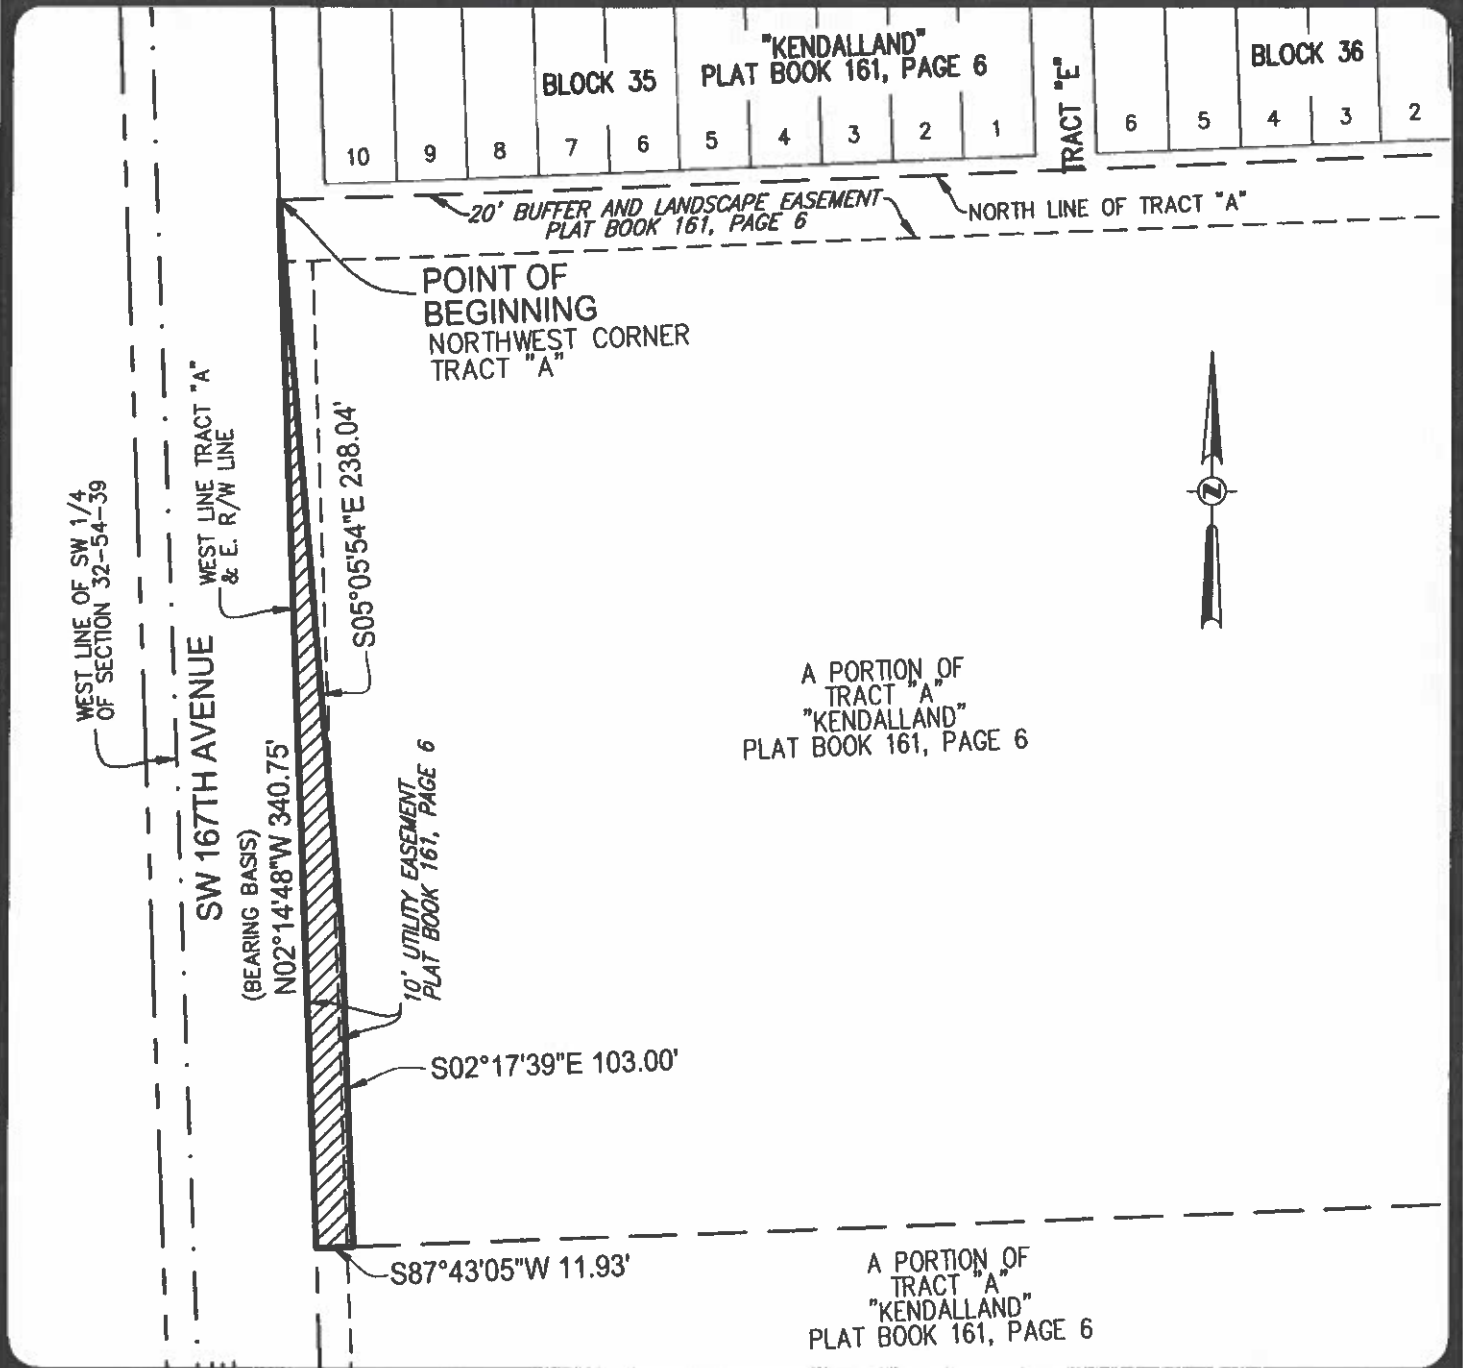 "KENDALLAND"
PLAT BOOK 161, PAGE 6
BLOCK 35
BLOCK 36
TRACT "E"
10
9
8
7
6
5
4
3
2
1
6
5
4
3
2
20' BUFFER AND LANDSCAPE EASEMENT
PLAT BOOK 161, PAGE 6
NORTH LINE OF TRACT "A"
POINT OF
BEGINNING
NORTHWEST CORNER
TRACT "A"
WEST LINE TRACT "A"
& E. R/W LINE
S05°05'54"E 238.04'
WEST LINE OF SW 1/4
OF SECTION 32-54-39
SW 167TH AVENUE
(BEARING BASIS)
N02°14'48"W 340.75'
10' UTILITY EASEMENT
PLAT BOOK 161, PAGE 6
N
A PORTION OF
TRACT "A"
"KENDALLAND"
PLAT BOOK 161, PAGE 6
S02°17'39"E 103.00'
S87°43'05"W 11.93'
A PORTION OF
TRACT "A"
"KENDALLAND"
PLAT BOOK 161, PAGE 6